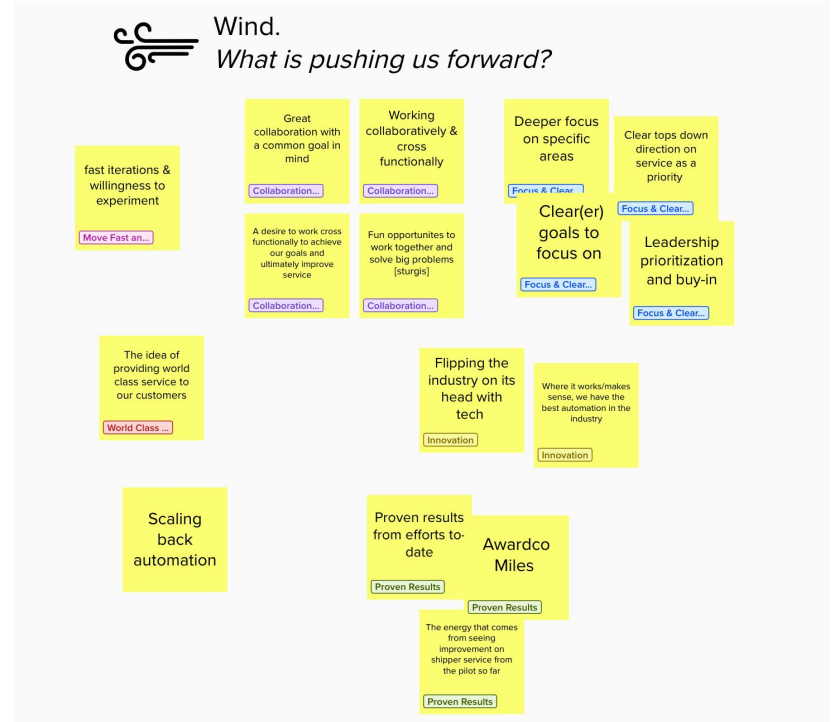 Wind.
What is pushing us forward?
fast iterations &
willingness to
experiment
Move Fast an...
Great
collaboration with
a common goal in
mind
Collaboration...
Working
collaboratively &
cross
functionally
Collaboration...
A desire to work cross
functionally to achieve
our goals and
ultimately improve
service
Collaboration...
Fun opportunites to
work together and
solve big problems
[sturgis]
Collaboration...
Deeper focus
on specific
areas
Focus & Clear...
Clear tops down
direction on
service as a
priority
Focus & Clear...
Clear(er)
goals to
focus on
Focus & Clear...
Leadership
prioritization
and buy-in
Focus & Clear...
The idea of
providing world
class service to
our customers
World Class ...
Flipping the
industry on its
head with
tech
Innovation
Where it works/makes
sense, we have the
best automation in the
industry
Innovation
Scaling
back
automation
Proven results
from efforts to-
date
Proven Results
Awardco
Miles
Proven Results
The energy that comes
from seeing
improvement on
shipper service from
the pilot so far
Proven Results